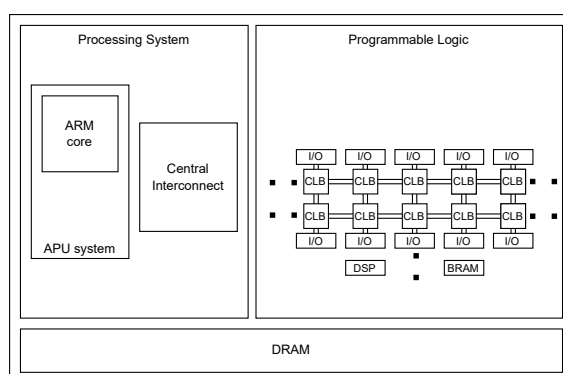 Processing System
Programmable Logic
ARM
core
Central
Interconnect
APU system
I/O I/O I/O I/O I/O
CLB CLB CLB CLB CLB
CLB CLB CLB CLB CLB
I/O I/O I/O I/O I/O
DSP BRAM
DRAM